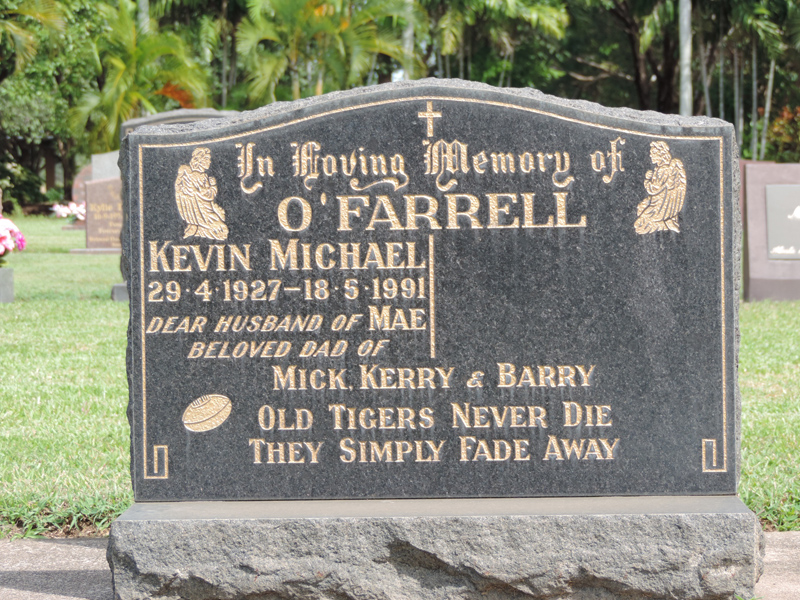 In Loving Memory of
O'FARRELL
KEVIN MICHAEL
29·4·1927–18·5·1991
DEAR HUSBAND OF MAE
BELOVED DAD OF
MICK, KERRY & BARRY
OLD TIGERS NEVER DIE
THEY SIMPLY FADE AWAY